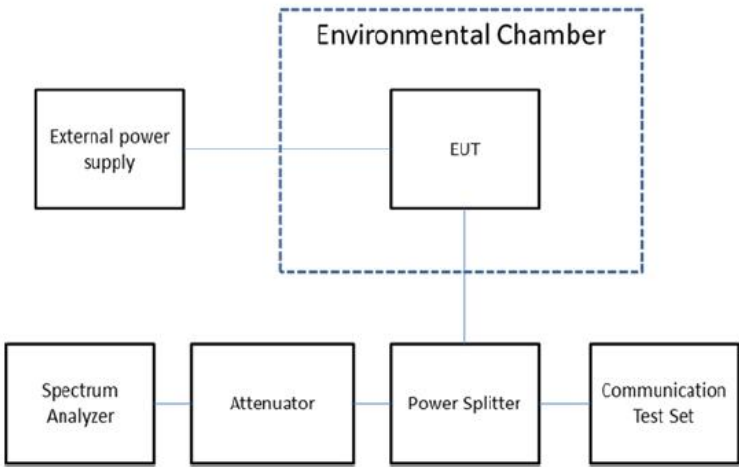 Environmental Chamber
External power
supply
EUT
Spectrum
Analyzer
Attenuator
Power Splitter
Communication
Test Set